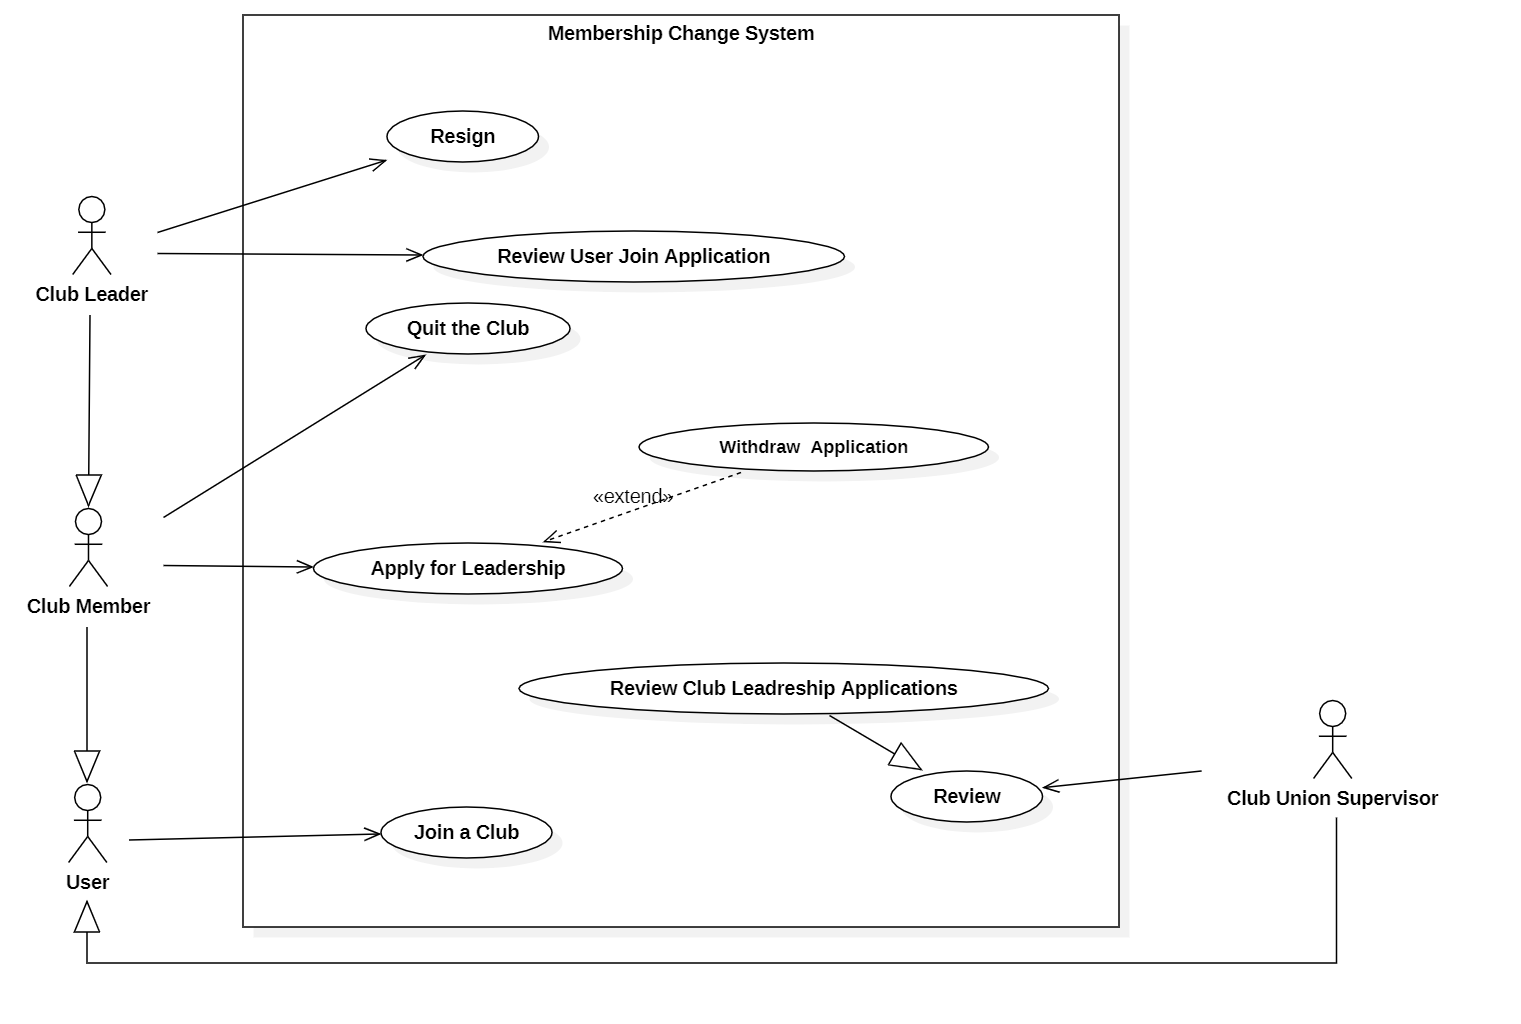 Membership Change System
Resign
Review User Join Application
Club Leader
Quit the Club
Withdraw  Application
«extend»
Apply for Leadership
Club Member
Review Club Leadreship Applications
Review
Club Union Supervisor
Join a Club
User